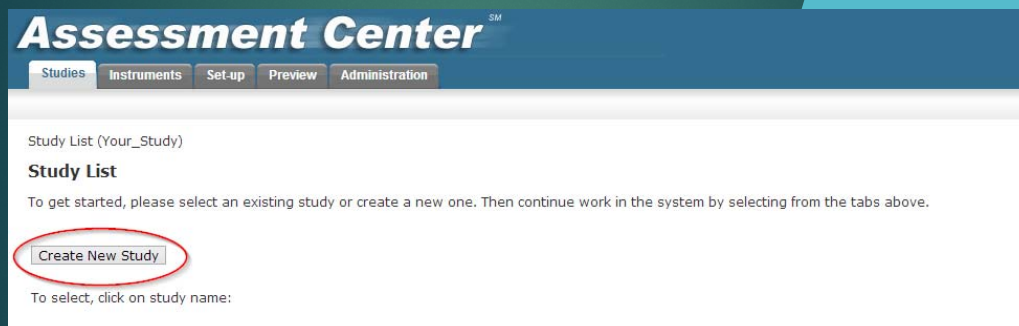 Assessment Center SM
Studies Instruments Set-up Preview Administration
Study List (Your_Study)
Study List
To get started, please select an existing study or create a new one. Then continue work in the system by selecting from the tabs above.
Create New Study
To select, click on study name: